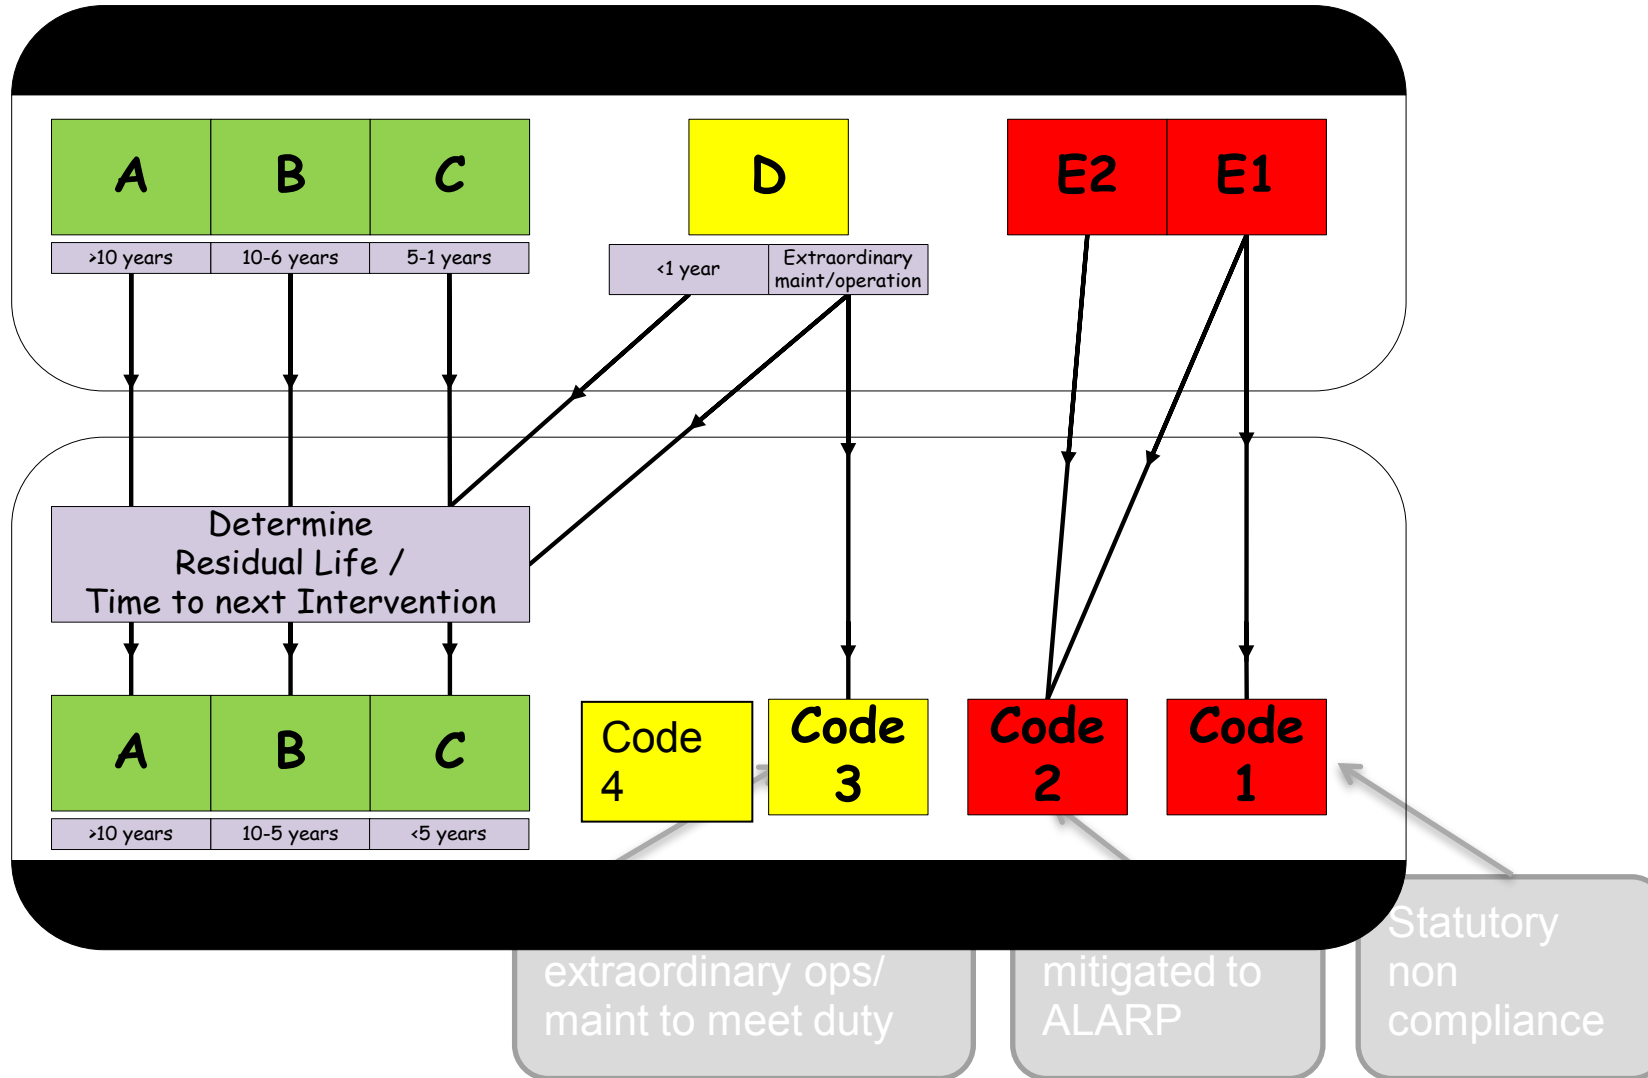 A B C D E2 E1
>10 years 10-6 years 5-1 years
<1 year
Extraordinary
maint/operation
Determine
Residual Life /
Time to next Intervention
A B C
Code
4
Code
3
Code
2
Code
1
>10 years 10-5 years <5 years
extraordinary ops/
maint to meet duty
mitigated to
ALARP
Statutory
non
compliance